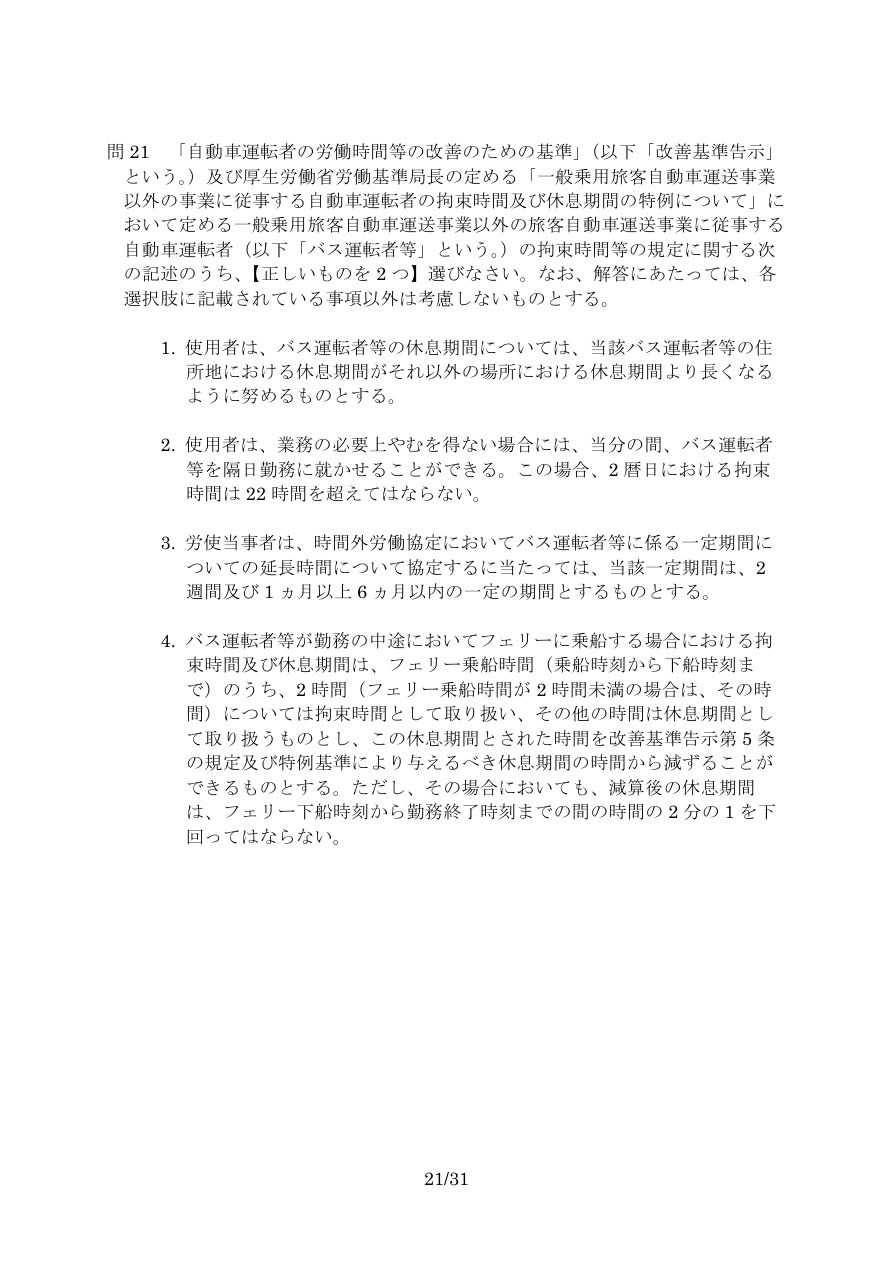 問 21　「自動車運転者の労働時間等の改善のための基準」（以下「改善基準告示」
という。）及び厚生労働省労働基準局長の定める「一般乗用旅客自動車運送事業
以外の事業に従事する自動車運転者の拘束時間及び休息期間の特例について」に
おいて定める一般乗用旅客自動車運送事業以外の旅客自動車運送事業に従事する
自動車運転者（以下「バス運転者等」という。）の拘束時間等の規定に関する次
の記述のうち、【正しいものを 2 つ】選びなさい。なお、解答にあたっては、各
選択肢に記載されている事項以外は考慮しないものとする。
1. 使用者は、バス運転者等の休息期間については、当該バス運転者等の住
所地における休息期間がそれ以外の場所における休息期間より長くなる
ように努めるものとする。
2. 使用者は、業務の必要上やむを得ない場合には、当分の間、バス運転者
等を隔日勤務に就かせることができる。この場合、2 暦日における拘束
時間は 22 時間を超えてはならない。
3. 労使当事者は、時間外労働協定においてバス運転者等に係る一定期間に
ついての延長時間について協定するに当たっては、当該一定期間は、2
週間及び 1 ヵ月以上 6 ヵ月以内の一定の期間とするものとする。
4. バス運転者等が勤務の中途においてフェリーに乗船する場合における拘
束時間及び休息期間は、フェリー乗船時間（乗船時刻から下船時刻ま
で）のうち、2 時間（フェリー乗船時間が 2 時間未満の場合は、その時
間）については拘束時間として取り扱い、その他の時間は休息期間とし
て取り扱うものとし、この休息期間とされた時間を改善基準告示第 5 条
の規定及び特例基準により与えるべき休息期間の時間から減ずることが
できるものとする。ただし、その場合においても、減算後の休息期間
は、フェリー下船時刻から勤務終了時刻までの間の時間の 2 分の 1 を下
回ってはならない。
21/31